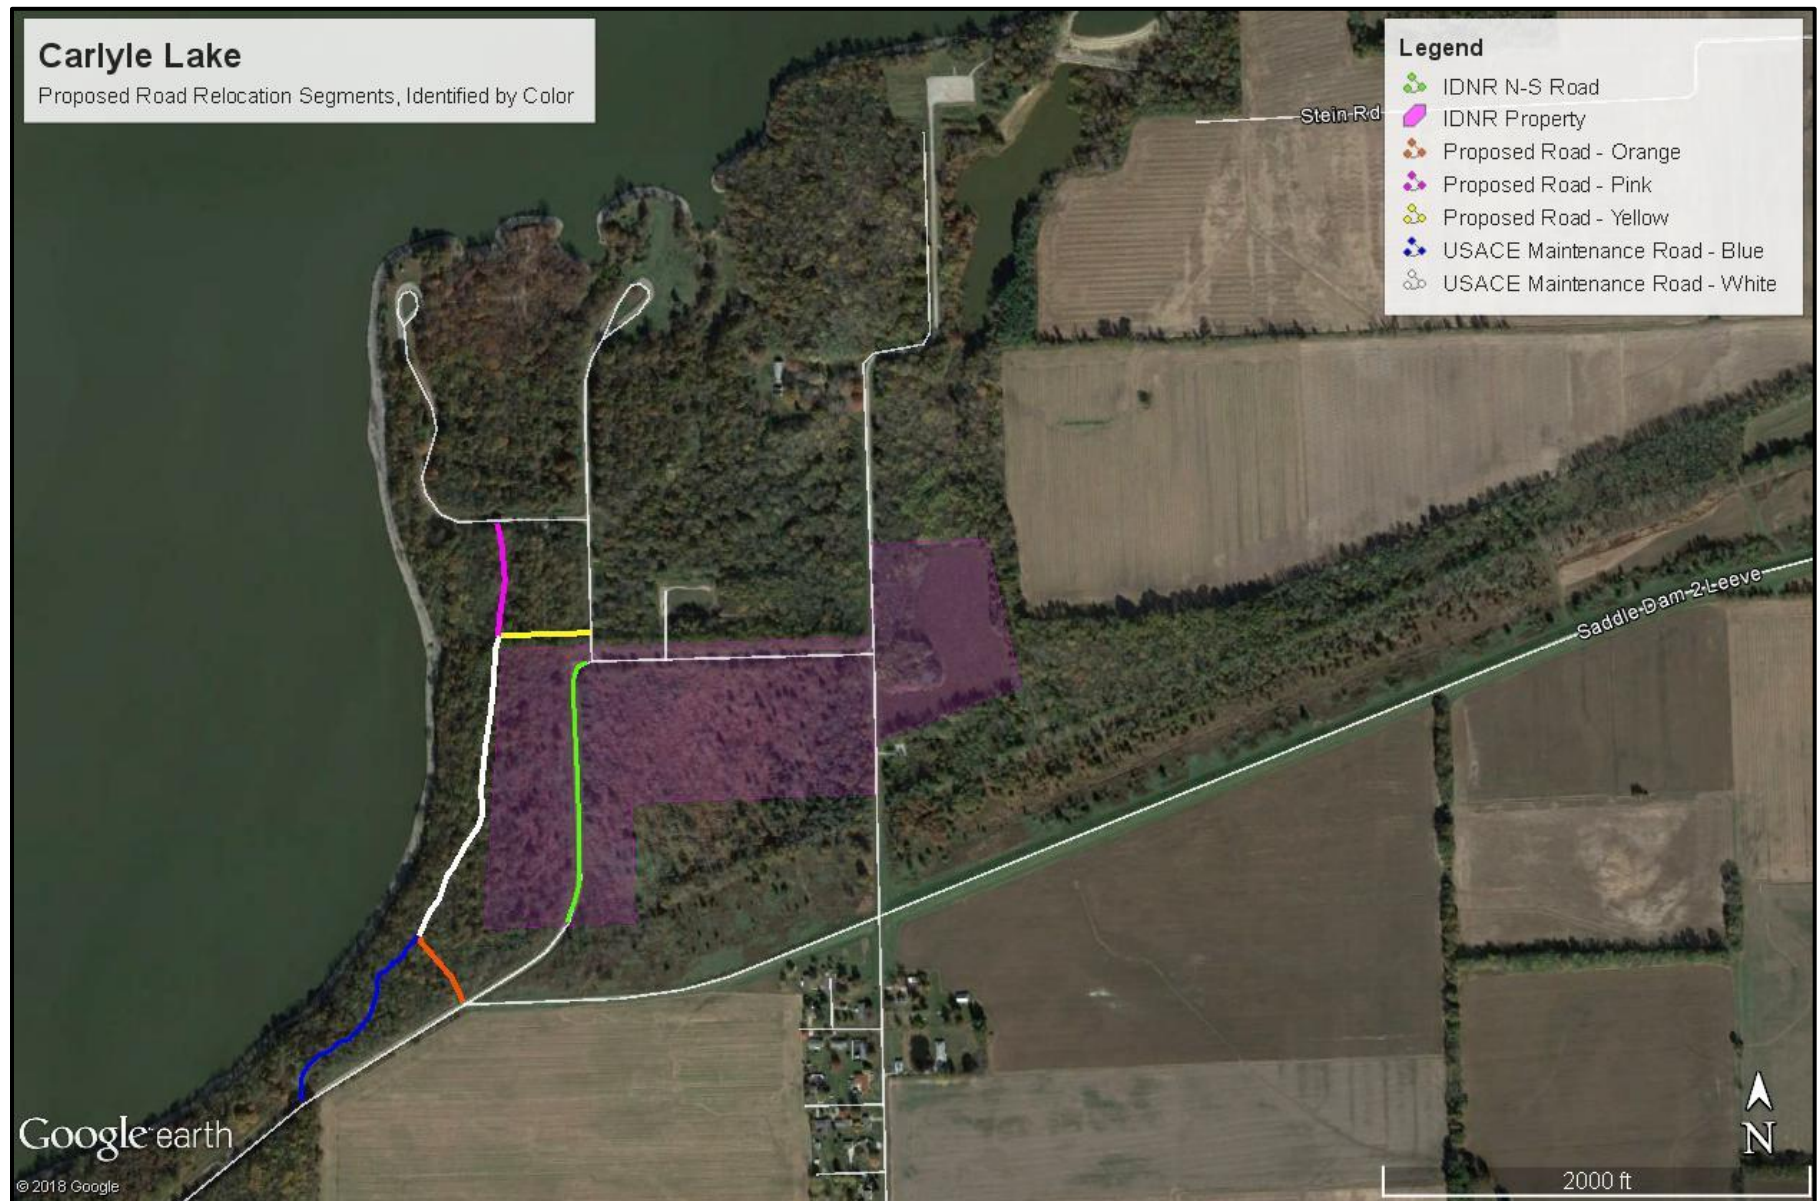 Carlyle Lake
Proposed Road Relocation Segments, Identified by Color
Legend
IDNR N-S Road
IDNR Property
Proposed Road - Orange
Proposed Road - Pink
Proposed Road - Yellow
USACE Maintenance Road - Blue
USACE Maintenance Road - White
Stein Rd
Saddle Dam 2 Leeve
Google earth
N
© 2018 Google
2000 ft